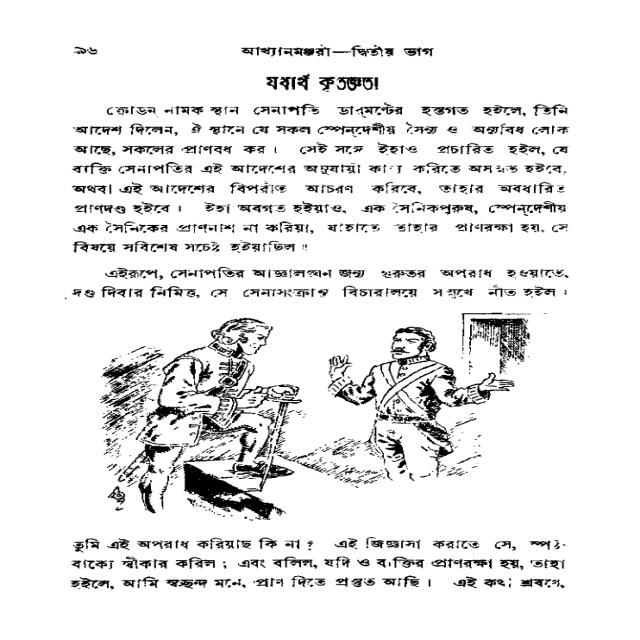 ৯৬ আখ্যানমঞ্জরী—দ্বিতীয় ভাগ
যথার্থ কৃতজ্ঞতা
ক্রোডন্ নামক স্থান সেনাপতি ডার্মণ্টের হস্তগত হইলে, তিনি
আদেশ দিলেন, ঐ স্থানে যে সকল স্পেন্‌দেশীয় সৈন্য ও অন্যবিধ লোক
আছে, সকলের প্রাণবধ কর। সেই সঙ্গে ইহাও প্রচারিত হইল, যে
ব্যক্তি সেনাপতির এই আদেশের অনুযায়ী কার্য করিতে অসম্মত হইবে,
অথবা এই আদেশের বিপরীত আচরণ করিবে, তাহার অবধারিত
প্রাণদণ্ড হইবে। ইহা অবগত হইয়াও, এক সৈনিকপুরুষ, স্পেন্‌দেশীয়
এক সৈনিকের প্রাণনাশ না করিয়া, যাহাতে তাহার প্রাণরক্ষা হয়, সে
বিষয়ে সবিশেষ সচেষ্ট হইয়াছিল॥
এইরূপে, সেনাপতির আজ্ঞালঙ্ঘন জন্য গুরুতর অপরাধ হওয়াতে,
দণ্ড দিবার নিমিত্ত, সে সেনাসংক্রান্ত বিচারালয়ে সম্মুখে নীত হইল।
তুমি এই অপরাধ করিয়াছ কি না? এই জিজ্ঞাসা করাতে সে, স্পষ্ট-
বাক্যে স্বীকার করিল; এবং বলিল, যদি ও ব্যক্তির প্রাণরক্ষা হয়, তাহা
হইলে, আমি স্বচ্ছন্দ মনে, প্রাণ দিতে প্রস্তুত আছি। এই কথা শ্রবণে,